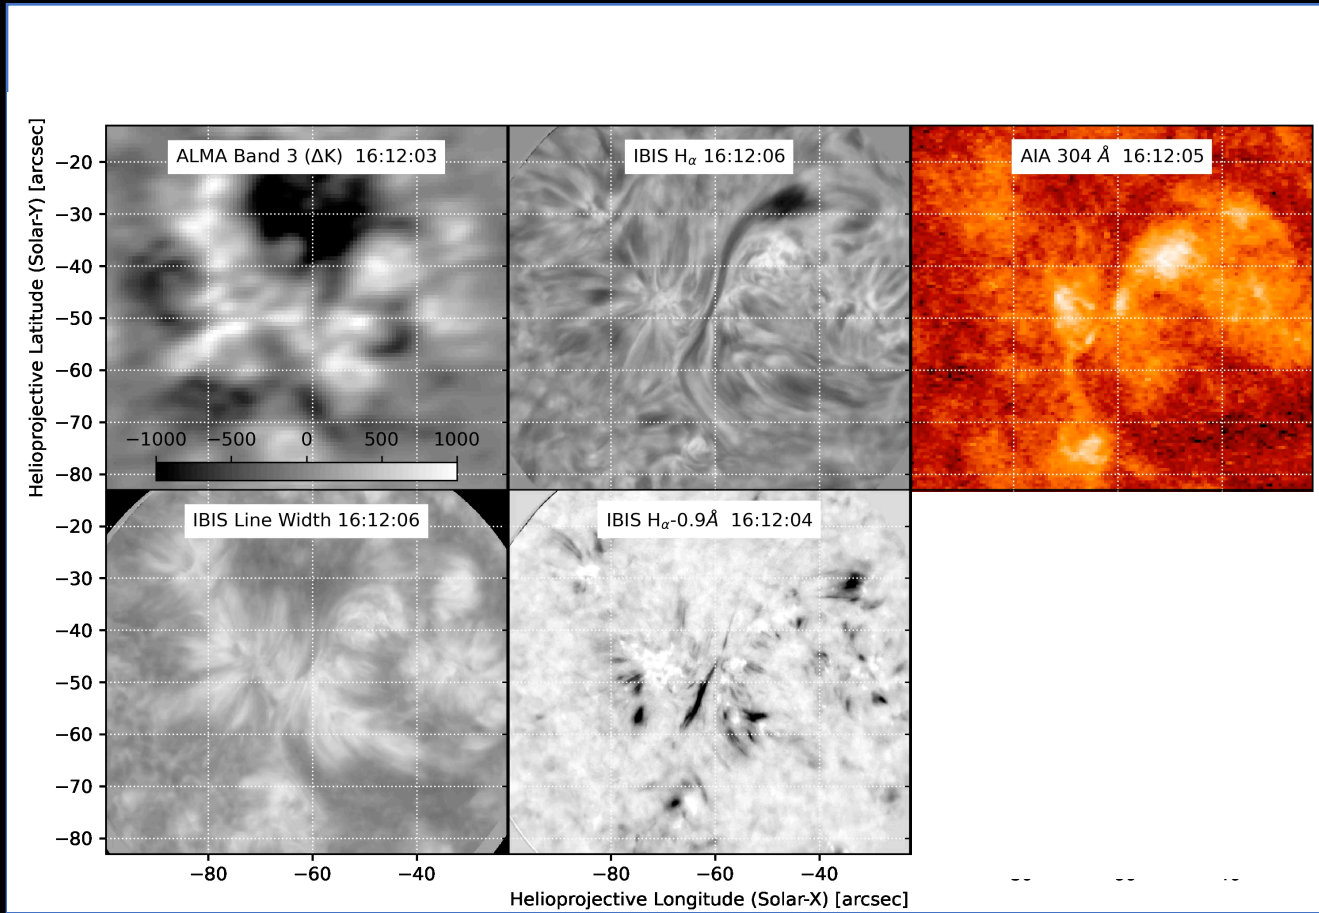 ALMA Band 3 (ΔK)  16:12:03
IBIS Hα 16:12:06
AIA 304 Å  16:12:05
Helioprojective Latitude (Solar-Y) [arcsec]
−20
−30
−40
−50
−60
−70
−80
−1000 −500 0 500 1000
IBIS Line Width 16:12:06
IBIS Hα-0.9Å  16:12:04
−20
−30
−40
−50
−60
−70
−80
−80 −60 −40
−80 −60 −40
Helioprojective Longitude (Solar-X) [arcsec]